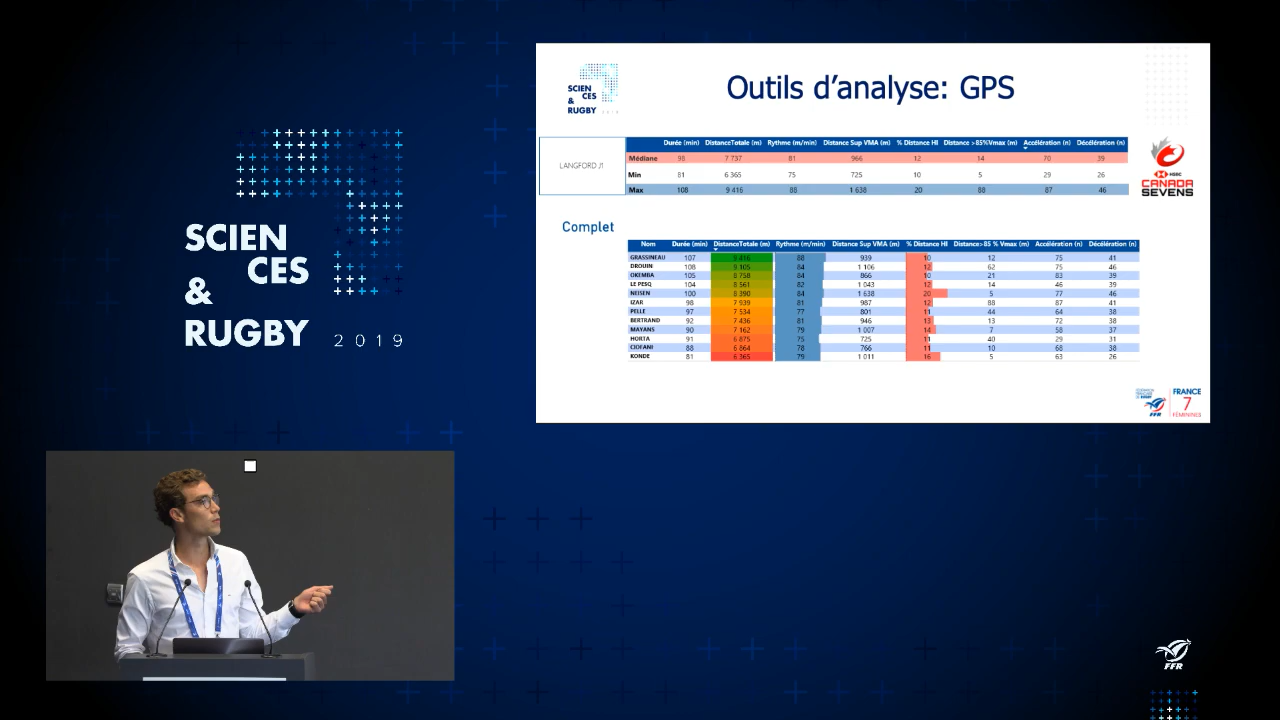 SCIEN
CES
&
RUGBY
2019
SCIEN
CES
&
RUGBY 2019
Outils d'analyse: GPS
LANGFORD J1
Durée (min) DistanceTotale (m) Rythme (m/min) Distance Sup VMA (m) % Distance HI Distance >85%Vmax (m) Accélération (n) Décélération (n)
Médiane 98 7 737 81 966 12 14 70 39
Min 81 6 365 75 725 10 5 29 26
Max 108 9 416 88 1 638 20 88 87 46
HSBC
CANADA
SEVENS
Complet
Nom Durée (min) DistanceTotale (m) Rythme (m/min) Distance Sup VMA (m) % Distance HI Distance>85 % Vmax (m) Accélération (n) Décélération (n)
GRASSINEAU 107 9 416 88 939 10 12 75 41
DROUIN 108 9 105 84 1 106 12 62 75 46
OKEMBA 105 8 758 84 866 10 21 83 39
LE PESQ 104 8 561 82 1 043 12 14 46 39
NEISEN 100 8 390 84 1 638 20 5 77 46
IZAR 98 7 939 81 987 12 88 87 41
PELLE 97 7 534 77 801 11 44 64 38
BERTRAND 92 7 436 81 946 13 13 72 38
MAYANS 90 7 162 79 1 007 14 7 58 37
HORTA 91 6 875 75 725 11 40 29 31
CIOFANI 88 6 864 78 766 11 10 68 38
KONDE 81 6 365 79 1 011 16 5 63 26
FFR
FRANCE
7
FÉMININES
FFR